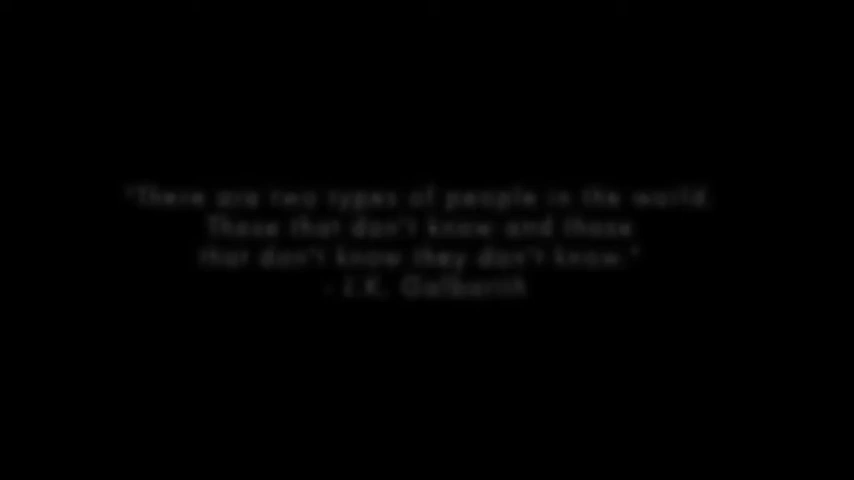 "There are two types of people in the world.
Those that don't know and those
that don't know they don't know."
- J.K. Galbarith